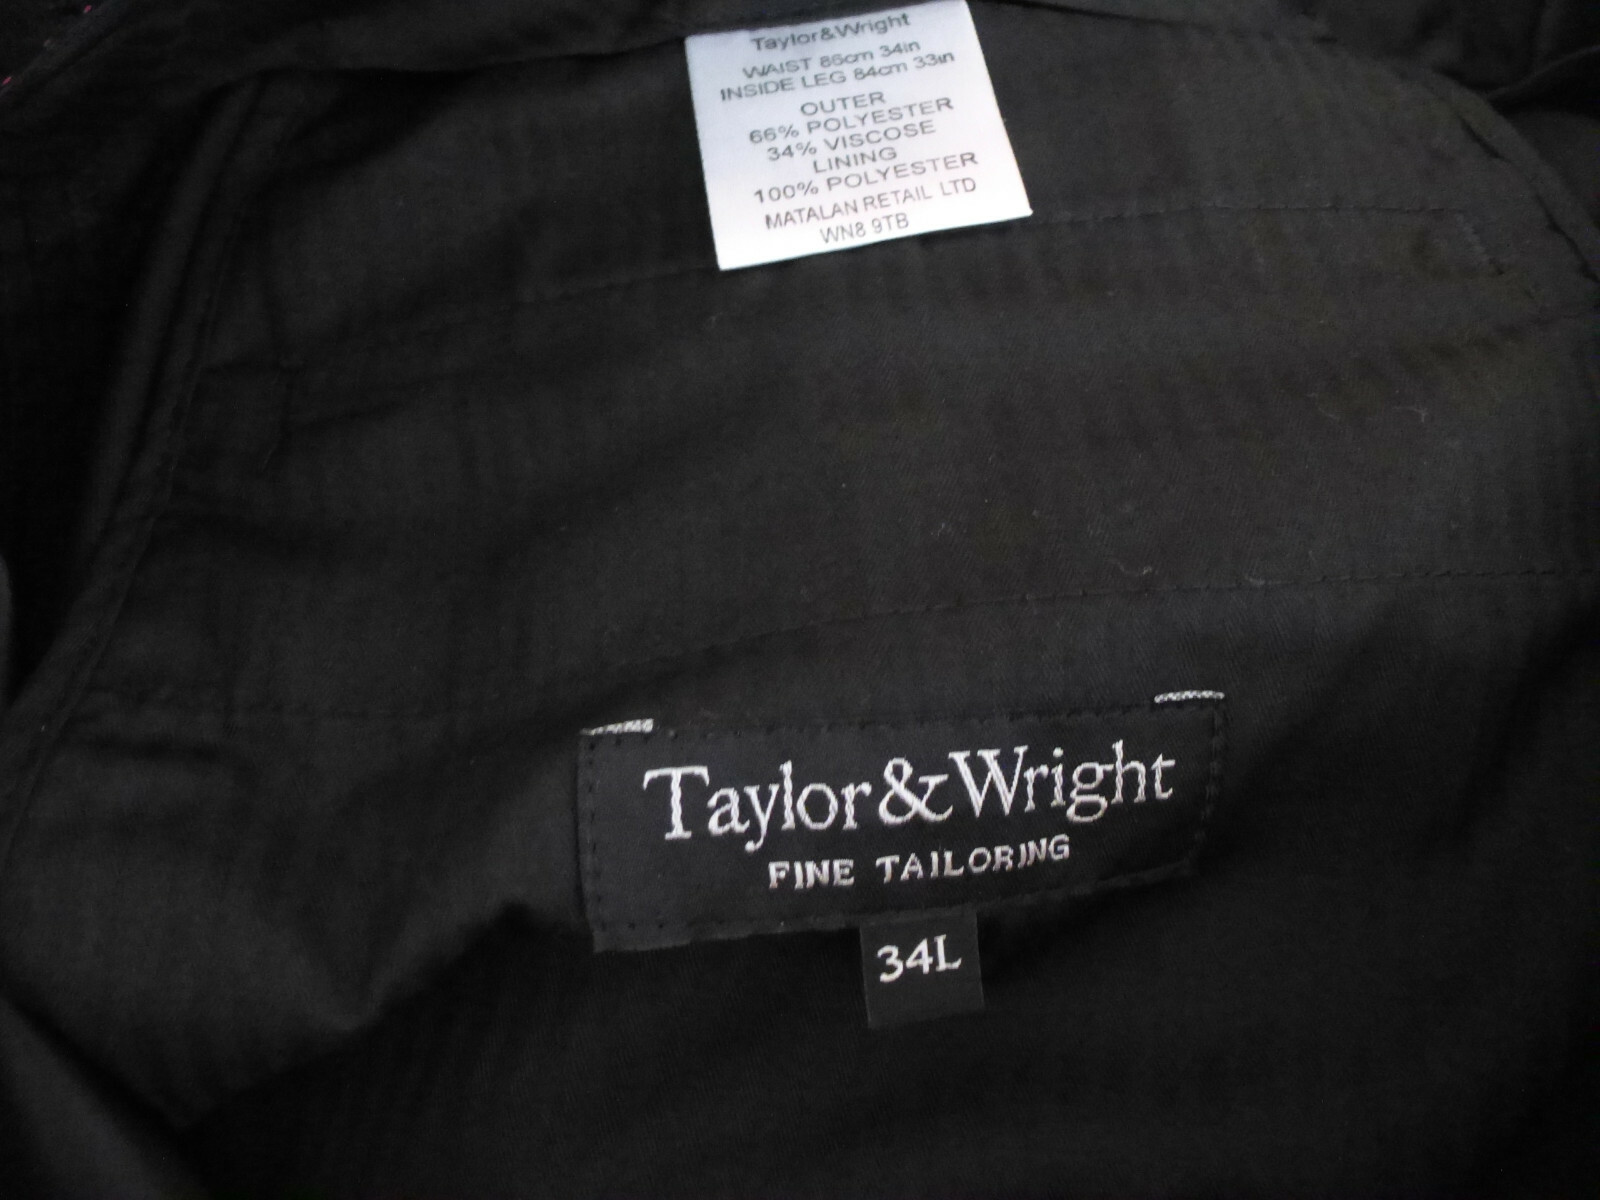 Taylor&Wright
WAIST 86cm 34in
INSIDE LEG 84cm 33in
OUTER
66% POLYESTER
34% VISCOSE
LINING
100% POLYESTER
MATALAN RETAIL LTD
WN8 9TB
Taylor&Wright
FINE TAILORING
34L